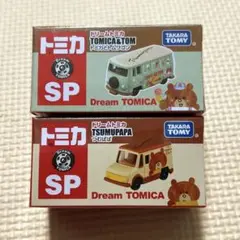 トミカ
ドリームトミカ
TOMICA&TOM
TAKARA
TOMY
SP
Dream TOMICA
トミカ
ドリームトミカ
TSUMUPAPA
つむぱぱ
TAKARA
TOMY
SP
Dream TOMICA